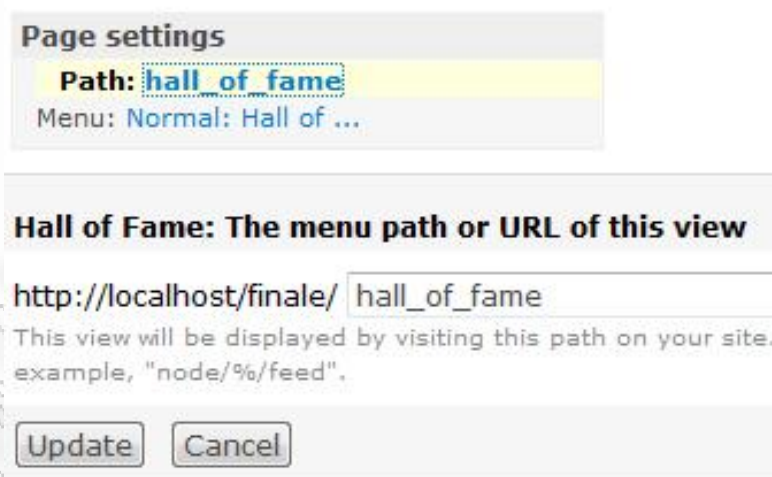 Page settings
Path: hall_of_fame
Menu: Normal: Hall of ...
Hall of Fame: The menu path or URL of this view
http://localhost/finale/ hall_of_fame
This view will be displayed by visiting this path on your site.
example, "node/%/feed".
Update Cancel